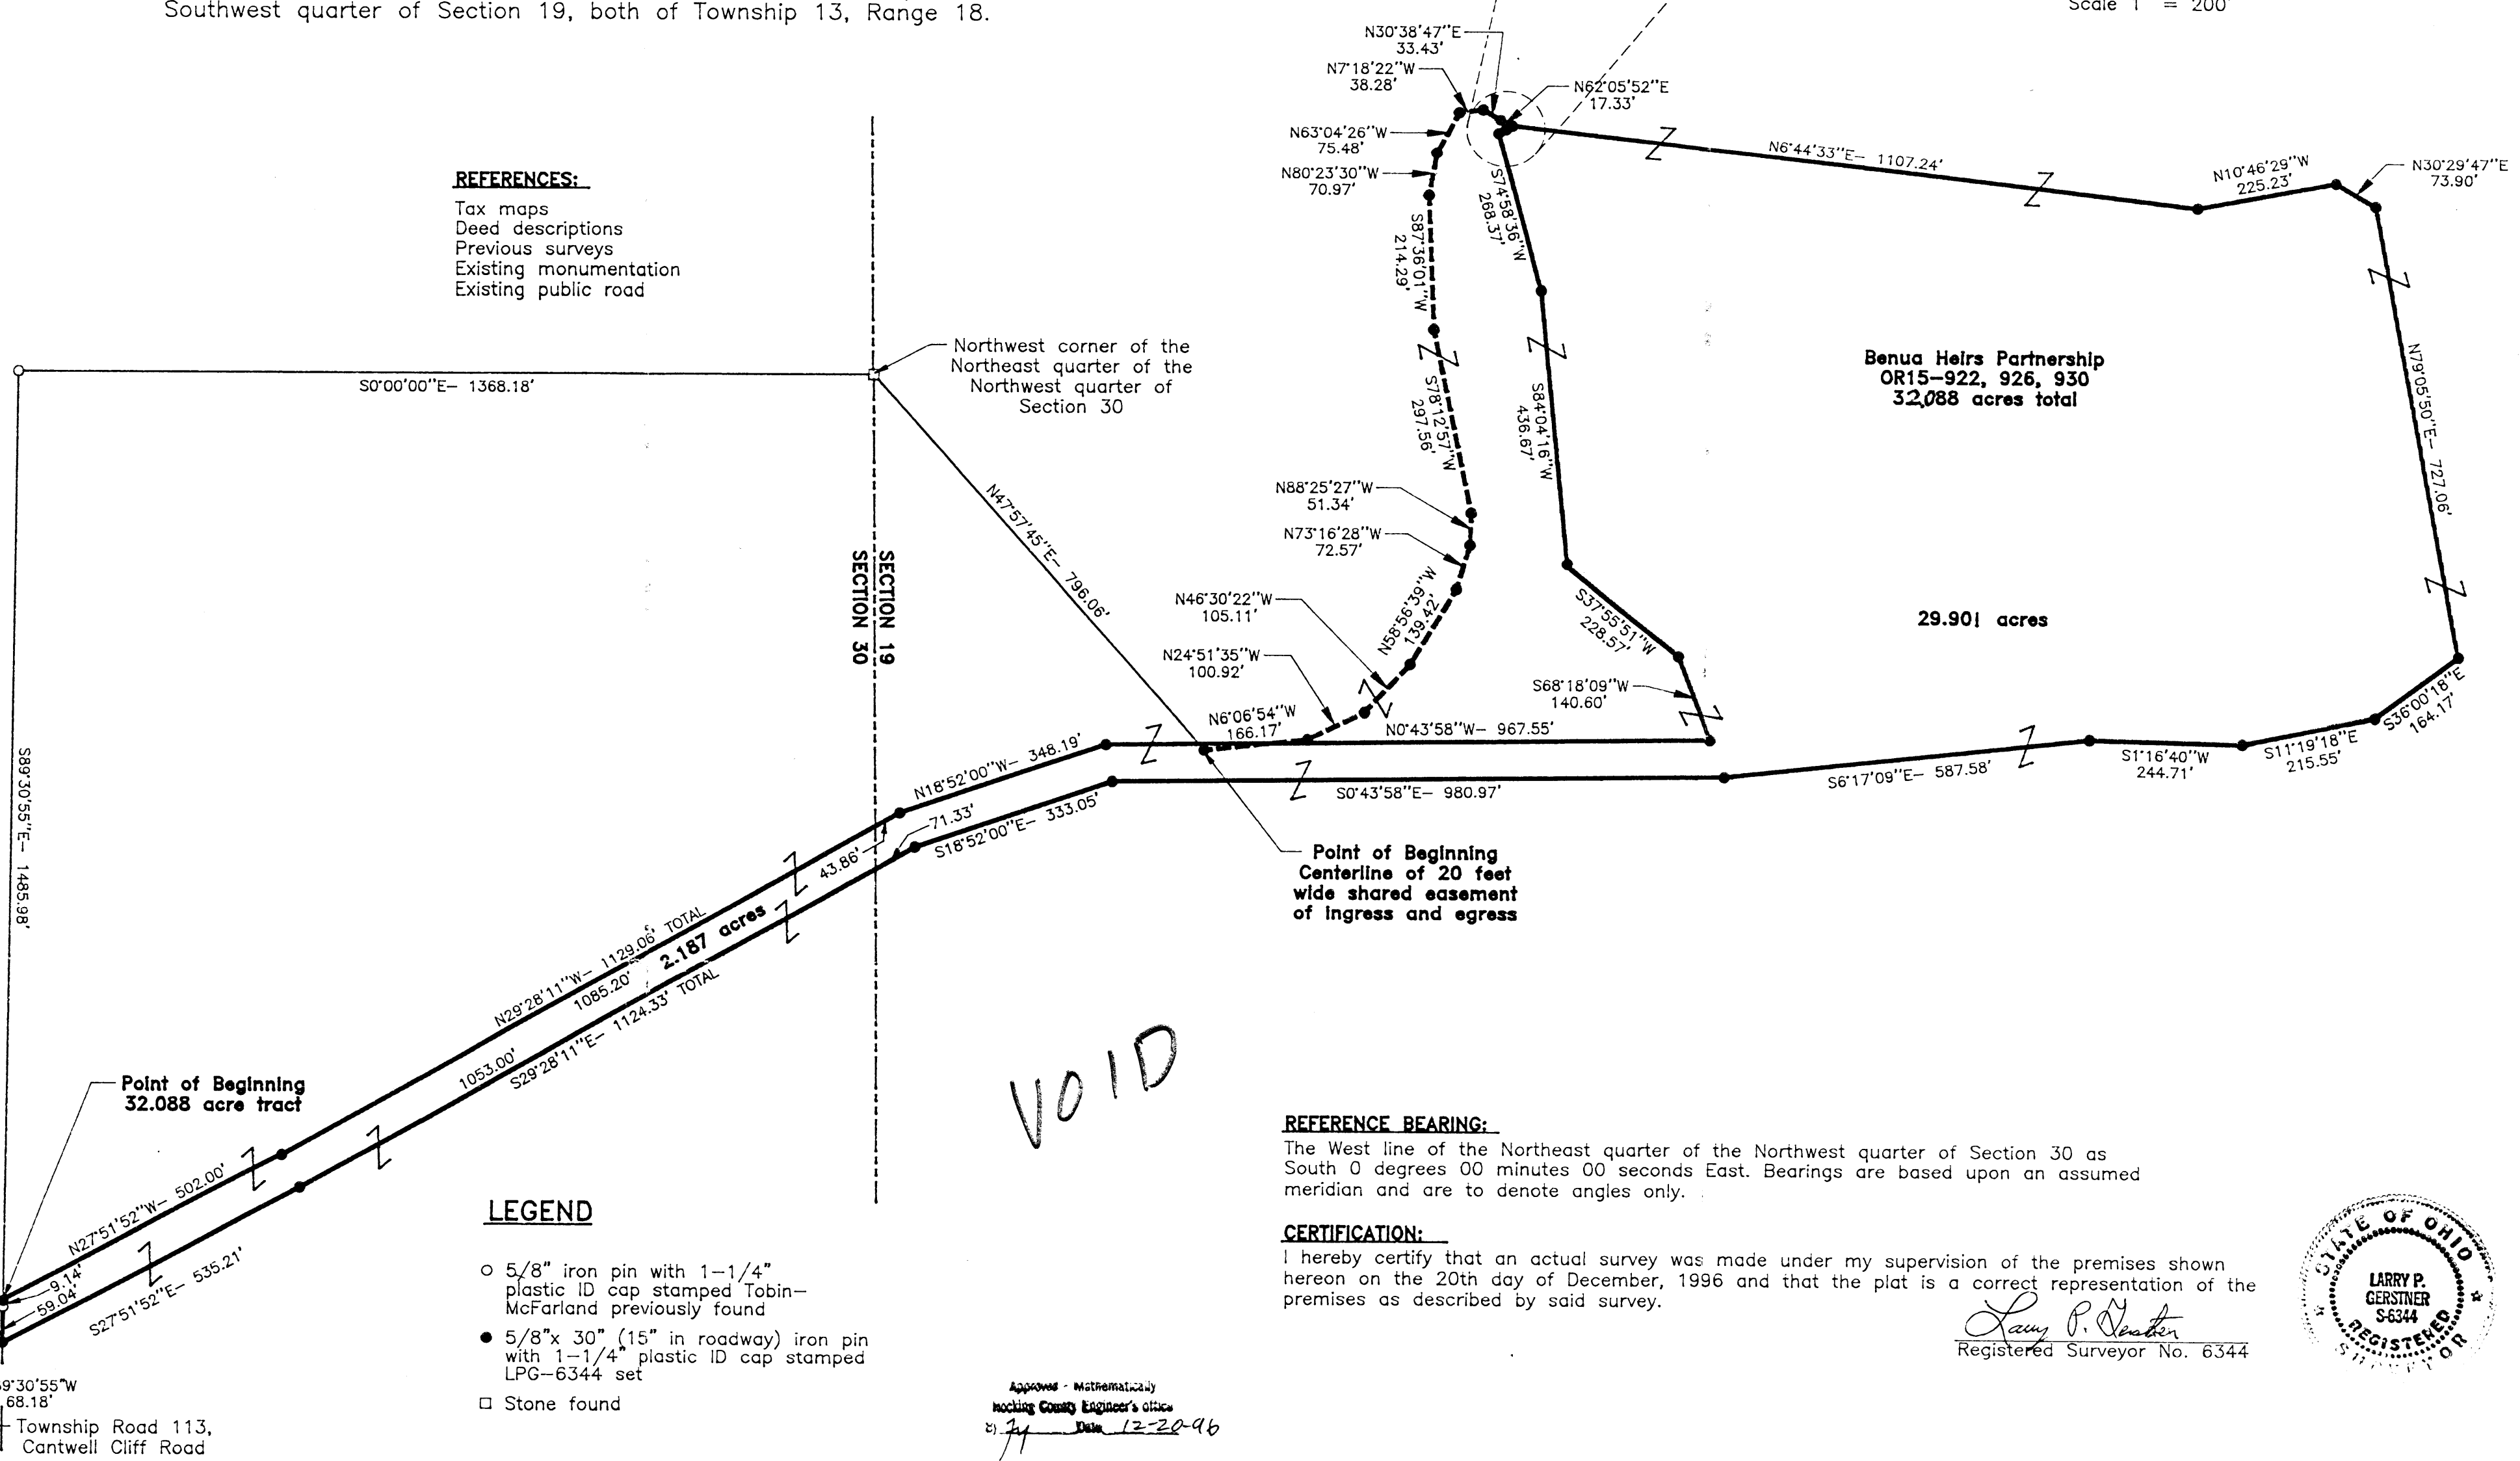 Southwest quarter of Section 19, both of Township 13, Range 18.
Scale 1" = 200'
N30°38'47"E
33.43'
N7°18'22"W
38.28'
N62°05'52"E
17.33'
N63°04'26"W
75.48'
N80°23'30"W
70.97'
S87°36'01"W
214.29'
S74°58'36"W
268.37'
N6°44'33"E- 1107.24'
N10°46'29"W
225.23'
N30°29'47"E
73.90'
REFERENCES:
Tax maps
Deed descriptions
Previous surveys
Existing monumentation
Existing public road
S0°00'00"E- 1368.18'
Northwest corner of the
Northeast quarter of the
Northwest quarter of
Section 30
S78°12'57"W
297.56'
S84°04'16"W
436.67'
Benua Heirs Partnership
OR15-922, 926, 930
32.088 acres total
N79°05'50"E- 727.06'
N47°57'45"E- 796.06'
N88°25'27"W
51.34'
N73°16'28"W
72.57'
SECTION 19
SECTION 30
N46°30'22"W
105.11'
N58°56'39"W
139.42'
S37°55'51"W
228.57'
29.901 acres
N24°51'35"W
100.92'
S68°18'09"W
140.60'
N6°06'54"W
166.17'
N0°43'58"W- 967.55'
S36°00'18"E
164.17'
S11°19'18"E
215.55'
S1°16'40"W
244.71'
S6°17'09"E- 587.58'
S0°43'58"E- 980.97'
N18°52'00"W- 348.19'
S18°52'00"E- 333.05'
71.33'
43.86'
S89°30'55"E- 1485.98'
Point of Beginning
Centerline of 20 feet
wide shared easement
of ingress and egress
N29°28'11"W- 1129.06' TOTAL
1085.20'
2.187 acres
1053.00'
S29°28'11"E- 1124.33' TOTAL
VOID
Point of Beginning
32.088 acre tract
N27°51'52"W- 502.00'
9.14'
59.04'
S27°51'52"E- 535.21'
9°30'55"W
68.18'
Township Road 113,
Cantwell Cliff Road
LEGEND
○ 5/8" iron pin with 1-1/4"
plastic ID cap stamped Tobin-
McFarland previously found
● 5/8"x 30" (15" in roadway) iron pin
with 1-1/4" plastic ID cap stamped
LPG-6344 set
□ Stone found
REFERENCE BEARING:
The West line of the Northeast quarter of the Northwest quarter of Section 30 as
South 0 degrees 00 minutes 00 seconds East. Bearings are based upon an assumed
meridian and are to denote angles only.
CERTIFICATION:
I hereby certify that an actual survey was made under my supervision of the premises shown
hereon on the 20th day of December, 1996 and that the plat is a correct representation of the
premises as described by said survey.
Larry P. Gerstner
Registered Surveyor No. 6344
STATE OF OHIO
LARRY P.
GERSTNER
S-6344
REGISTERED
SURVEYOR
Approved - Mathematically
Hocking County Engineer's office
Date 12-20-96